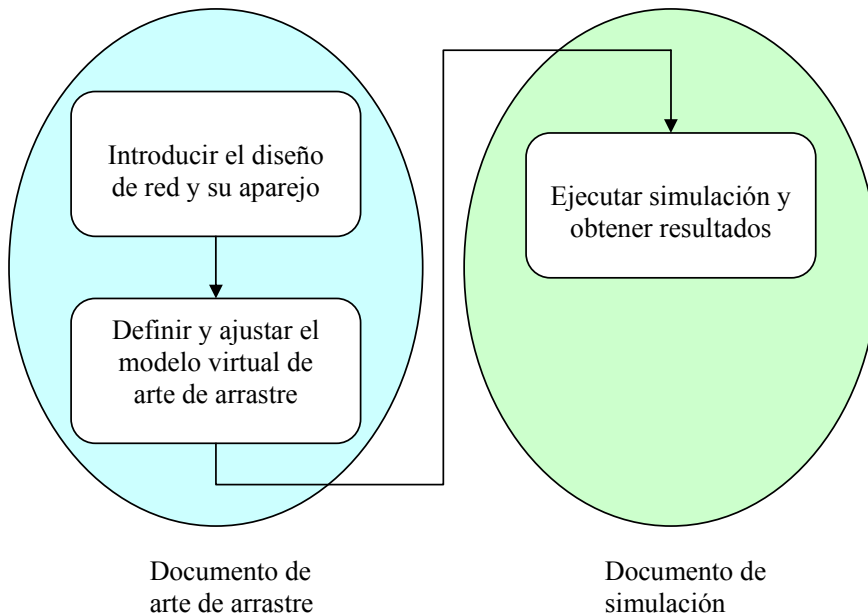 Introducir el diseño
de red y su aparejo
Definir y ajustar el
modelo virtual de
arte de arrastre
Ejecutar simulación y
obtener resultados
Documento de
arte de arrastre
Documento de
simulación